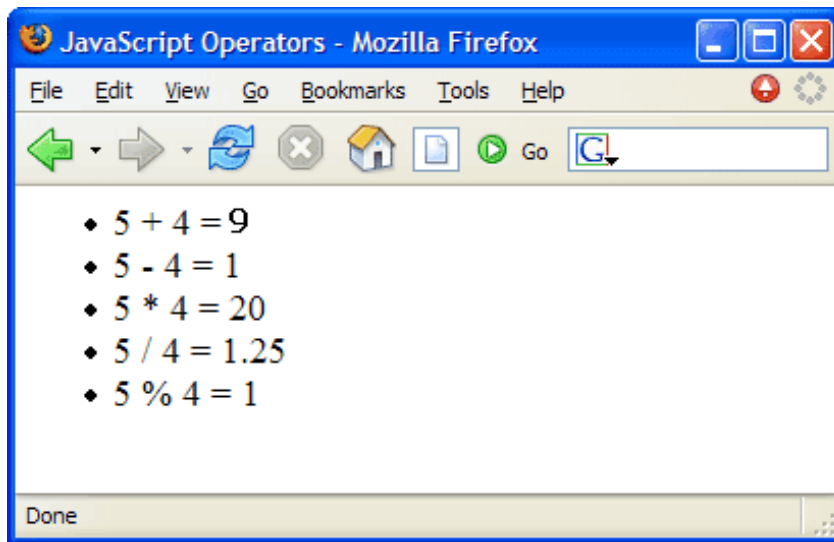 JavaScript Operators - Mozilla Firefox
File Edit View Go Bookmarks Tools Help
Go G
• 5 + 4 = 9
• 5 - 4 = 1
• 5 * 4 = 20
• 5 / 4 = 1.25
• 5 % 4 = 1
Done